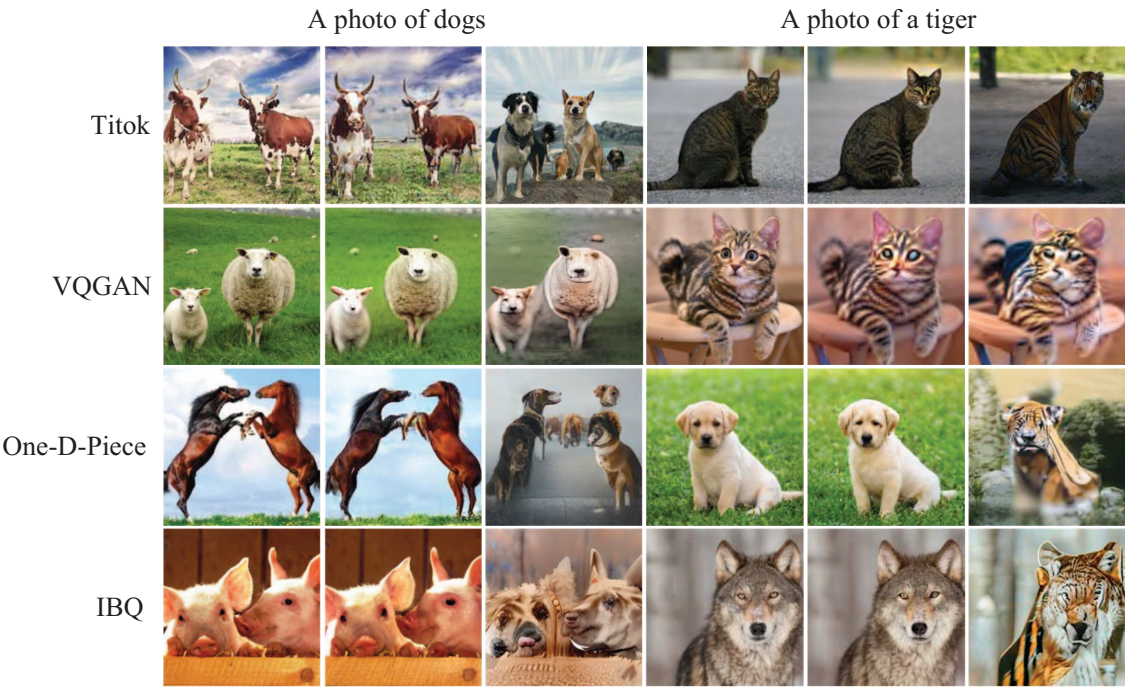 A photo of dogs
A photo of a tiger
Titok
VQGAN
One-D-Piece
IBQ